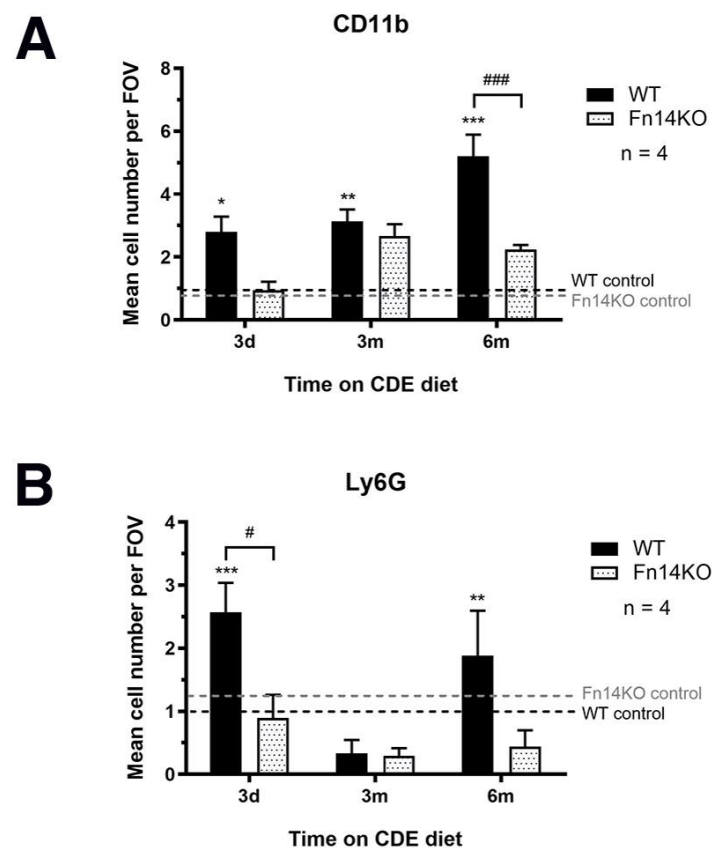 A
CD11b
Mean cell number per FOV
8
6
4
2
0
*
**
***
###
WT
Fn14KO
n = 4
WT control
Fn14KO control
3d
3m
6m
Time on CDE diet
B
Ly6G
Mean cell number per FOV
4
3
2
1
0
***
#
**
WT
Fn14KO
n = 4
Fn14KO control
WT control
3d
3m
6m
Time on CDE diet